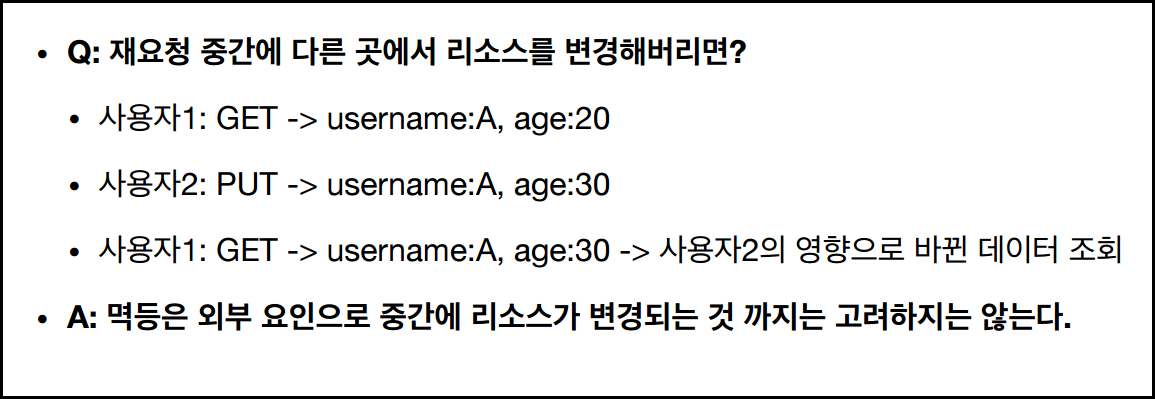 • Q: 재요청 중간에 다른 곳에서 리소스를 변경해버리면?
• 사용자1: GET -> username:A, age:20
• 사용자2: PUT -> username:A, age:30
• 사용자1: GET -> username:A, age:30 -> 사용자2의 영향으로 바뀐 데이터 조회
• A: 멱등은 외부 요인으로 중간에 리소스가 변경되는 것 까지는 고려하지는 않는다.